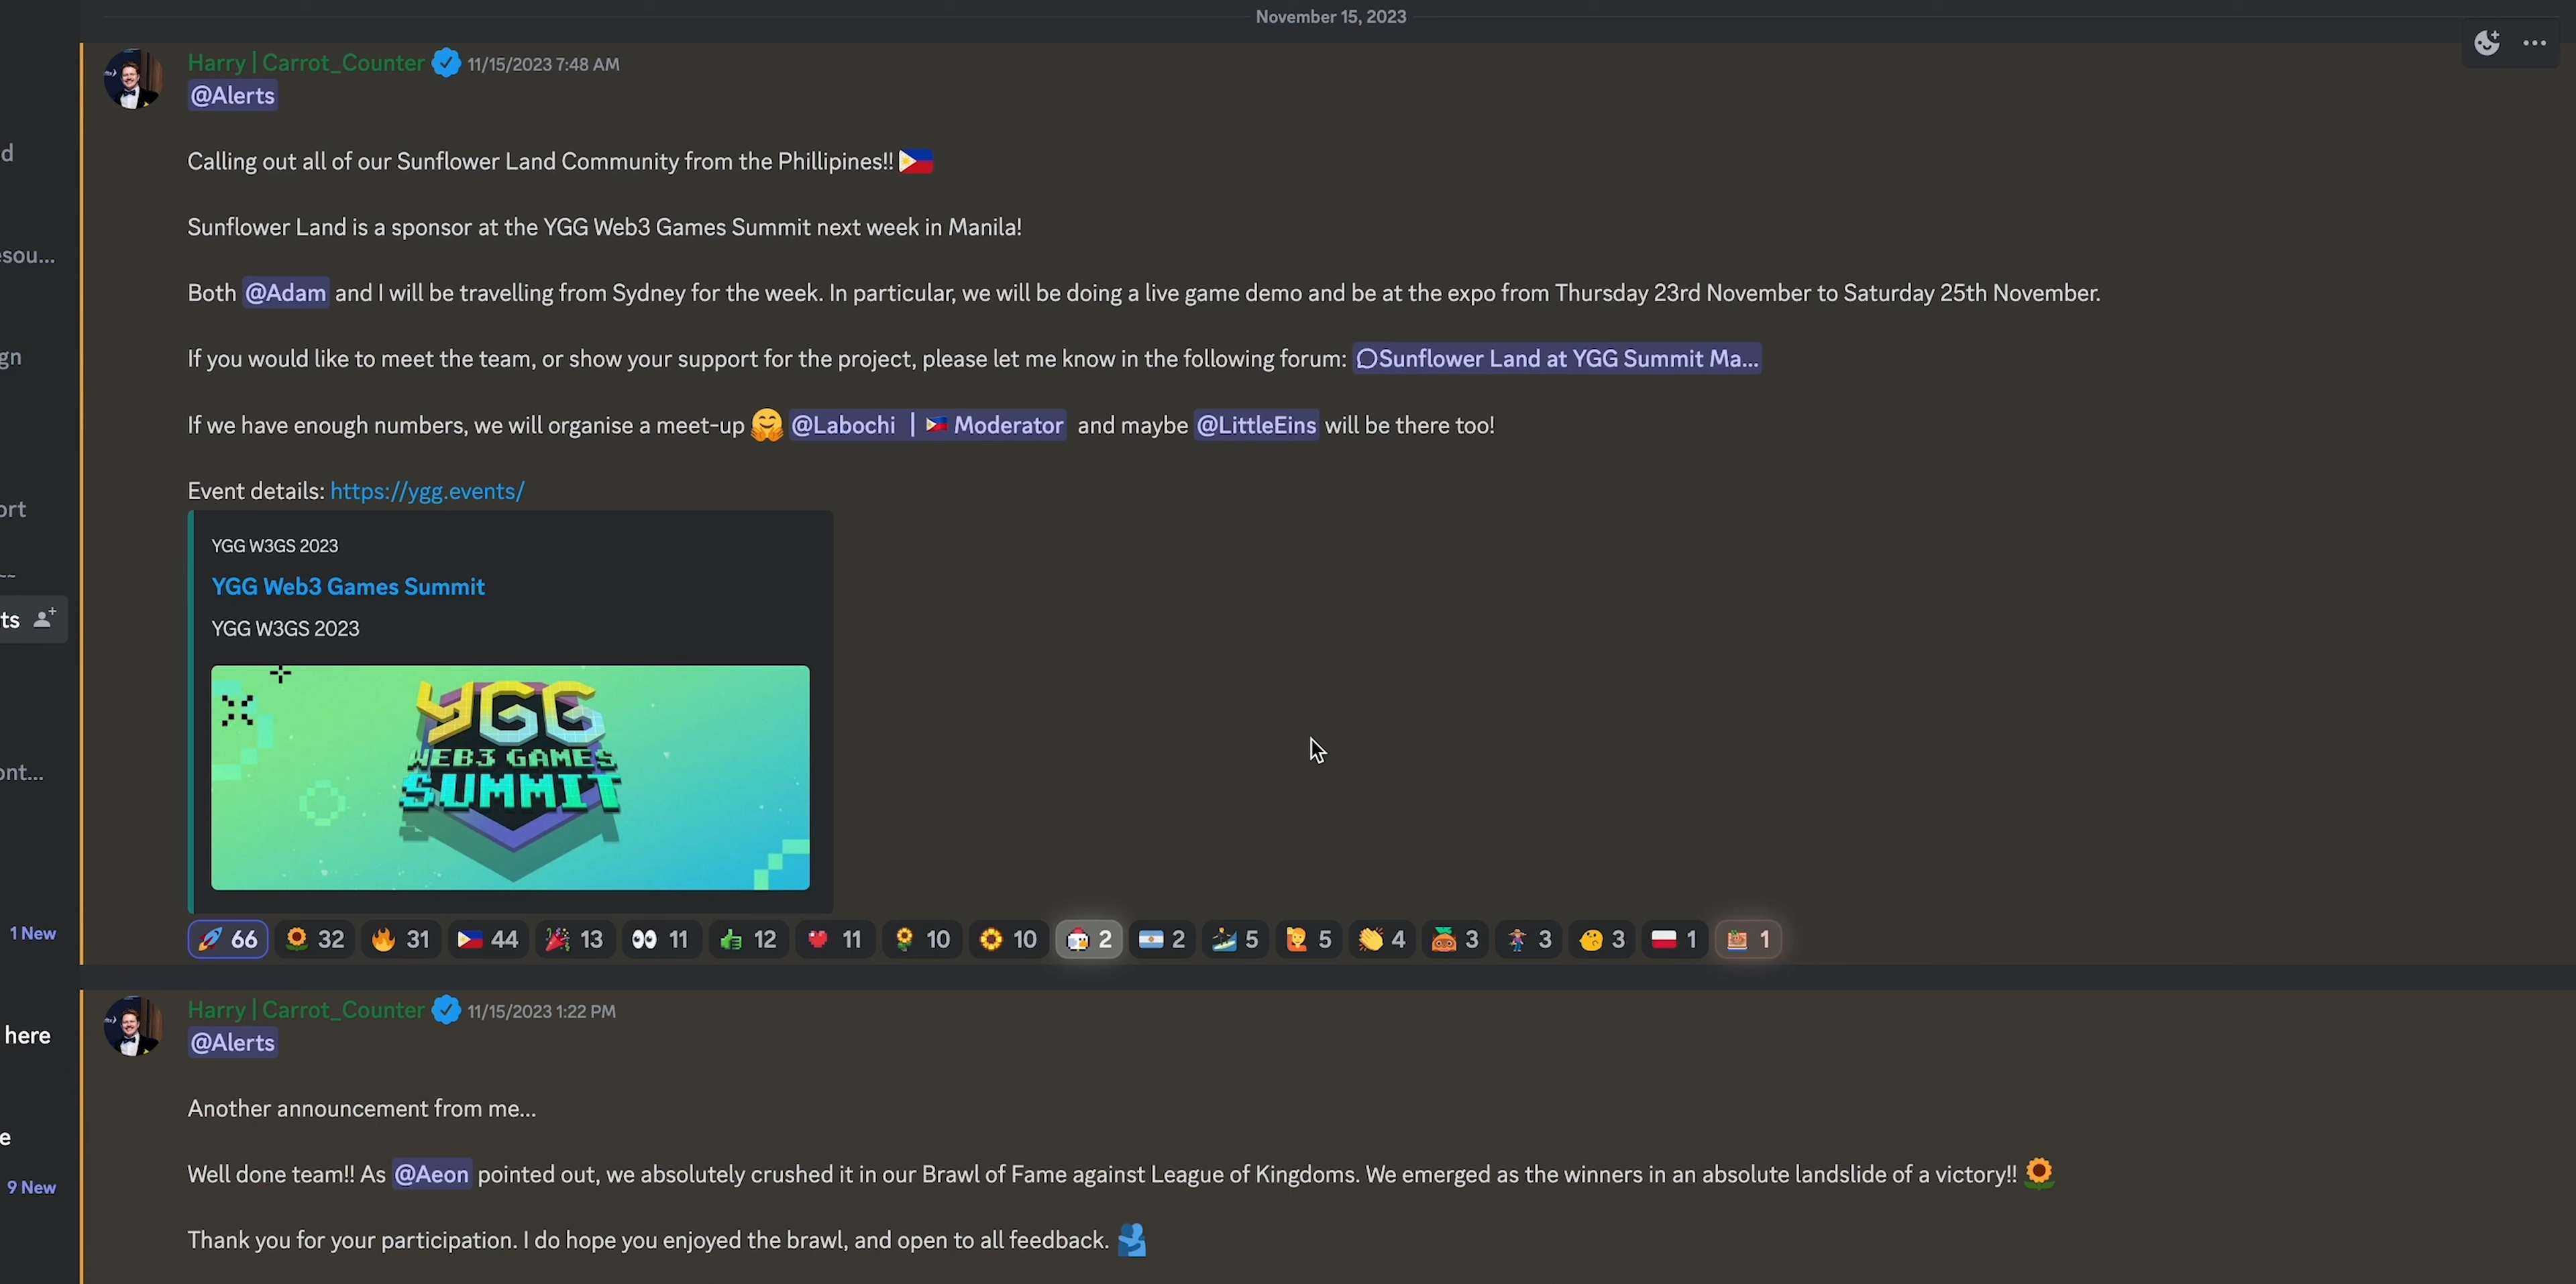 November 15, 2023
Harry | Carrot_Counter 11/15/2023 7:48 AM
@Alerts
Calling out all of our Sunflower Land Community from the Phillipines!!
Sunflower Land is a sponsor at the YGG Web3 Games Summit next week in Manila!
Both @Adam and I will be travelling from Sydney for the week. In particular, we will be doing a live game demo and be at the expo from Thursday 23rd November to Saturday 25th November.
If you would like to meet the team, or show your support for the project, please let me know in the following forum: Sunflower Land at YGG Summit Ma...
If we have enough numbers, we will organise a meet-up @Labochi | Moderator and maybe @LittleEins will be there too!
Event details: https://ygg.events/
YGG W3GS 2023
YGG Web3 Games Summit
YGG W3GS 2023
YGG
WEB3 GAMES
SUMMIT
66 32 31 44 13 11 12 11 10 10 2 2 5 5 4 3 3 3 1 1
Harry | Carrot_Counter 11/15/2023 1:22 PM
@Alerts
Another announcement from me...
Well done team!! As @Aeon pointed out, we absolutely crushed it in our Brawl of Fame against League of Kingdoms. We emerged as the winners in an absolute landslide of a victory!!
Thank you for your participation. I do hope you enjoyed the brawl, and open to all feedback.
d
esou...
gn
ort
~~
ts
ont...
1 New
here
e
9 New